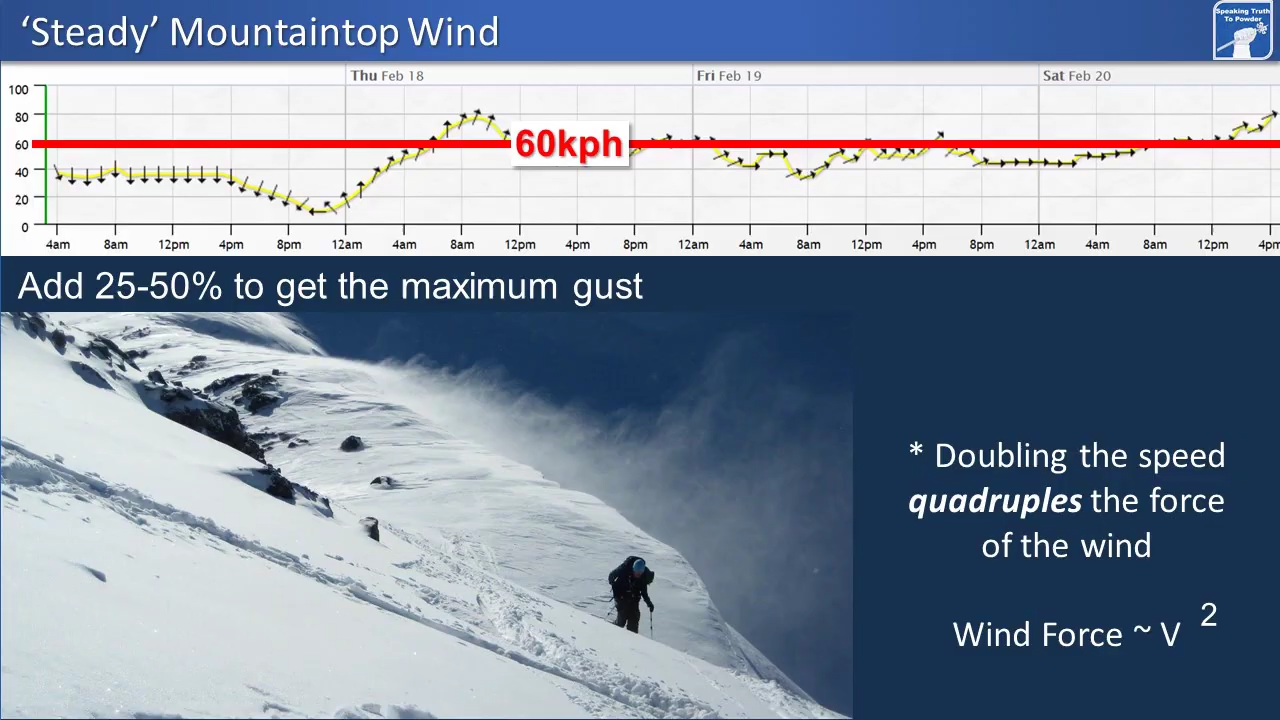 ‘Steady’ Mountaintop Wind
Speaking Truth
To Powder
Thu Feb 18
Fri Feb 19
Sat Feb 20
100
80
60
40
20
0
60kph
4am 8am 12pm 4pm 8pm 12am 4am 8am 12pm 4pm 8pm 12am 4am 8am 12pm 4pm 8pm 12am 4am 8am 12pm 4pm
Add 25-50% to get the maximum gust
* Doubling the speed
quadruples the force
of the wind
Wind Force ~ V 2